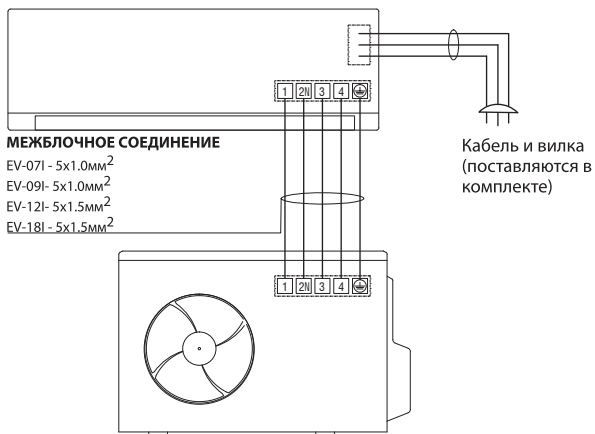 1 2N 3 4
МЕЖБЛОЧНОЕ СОЕДИНЕНИЕ
EV-07I - 5x1.0мм2
EV-09I- 5x1.0мм2
EV-12I - 5x1.5мм2
EV-18I - 5x1.5мм2
Кабель и вилка
(поставляются в
комплекте)
1 2N 3 4